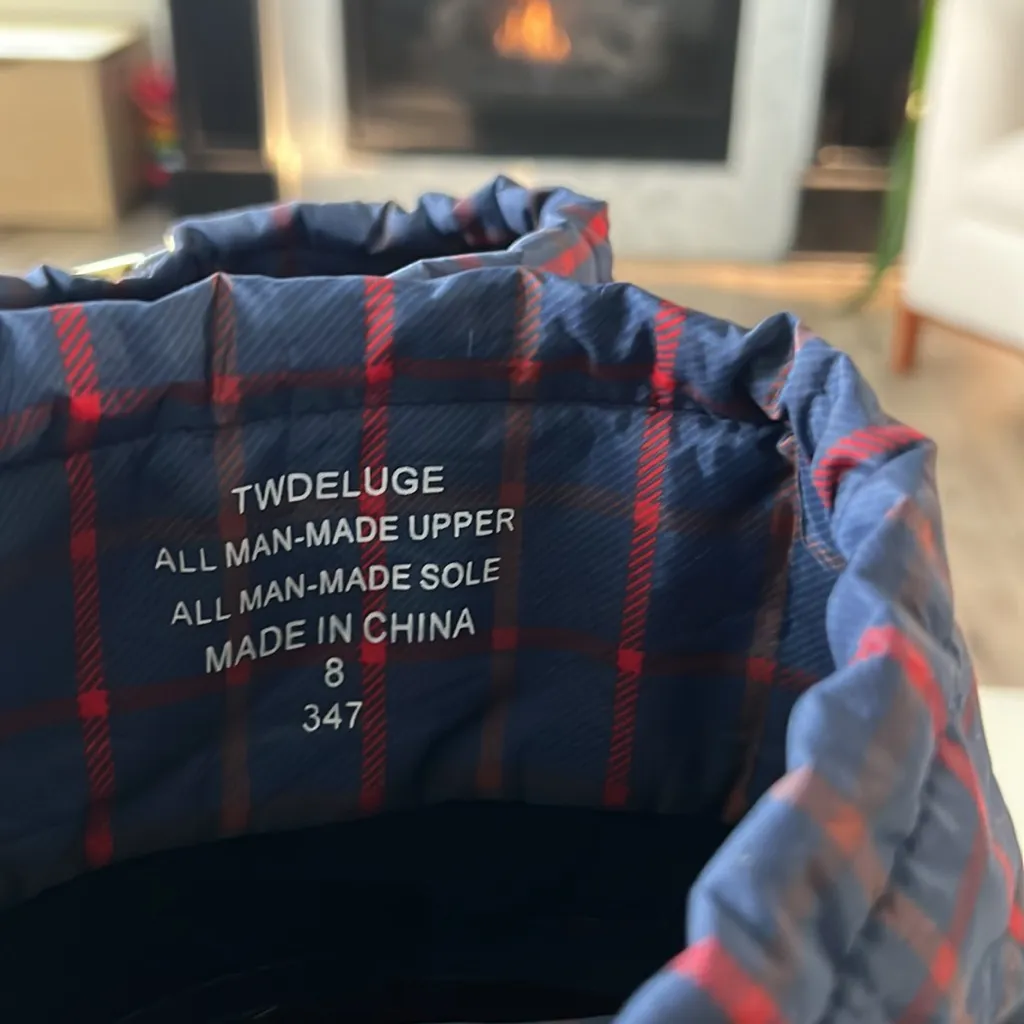 TWDELUGE
ALL MAN-MADE UPPER
ALL MAN-MADE SOLE
MADE IN CHINA
8
347